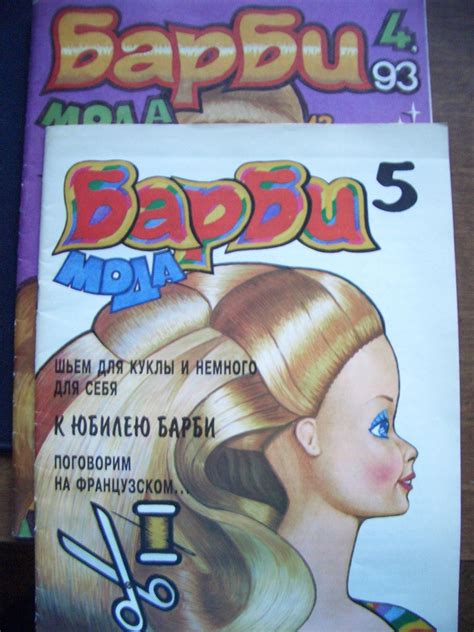 Барби
4.
93
МОДА
Барби
5
МОДА
ШЬЕМ ДЛЯ КУКЛЫ И НЕМНОГО
ДЛЯ СЕБЯ
К ЮБИЛЕЮ БАРБИ
ПОГОВОРИМ
НА ФРАНЦУЗСКОМ...